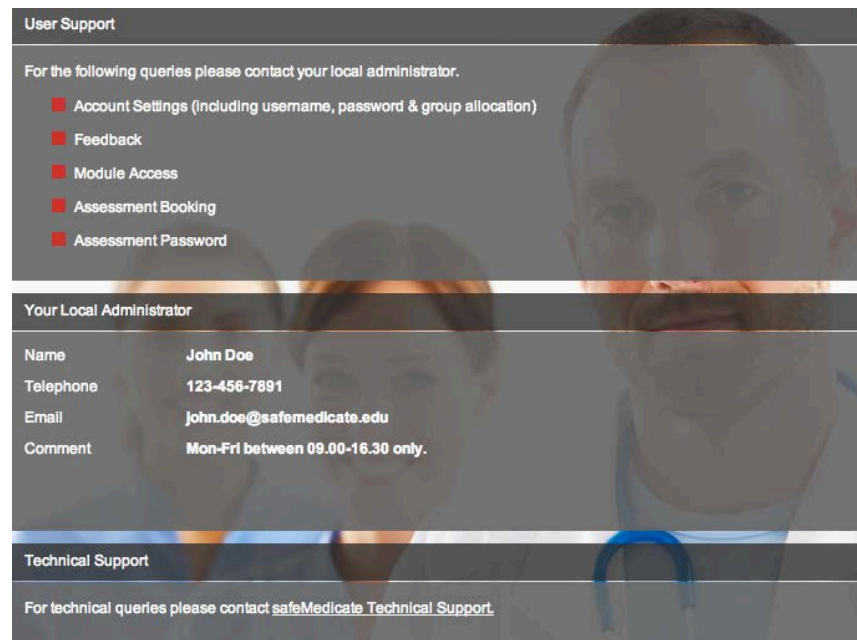 User Support
For the following queries please contact your local administrator.
Account Settings (including username, password & group allocation)
Feedback
Module Access
Assessment Booking
Assessment Password
Your Local Administrator
Name John Doe
Telephone 123-456-7891
Email john.doe@safemedicate.edu
Comment Mon-Fri between 09.00-16.30 only.
Technical Support
For technical queries please contact safeMedicate Technical Support.